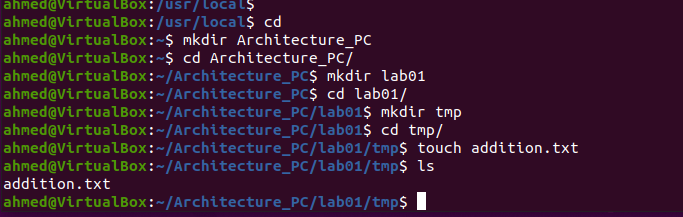 ahmed@VirtualBox:/usr/local$
ahmed@VirtualBox:/usr/local$ cd
ahmed@VirtualBox:~$ mkdir Architecture_PC
ahmed@VirtualBox:~$ cd Architecture_PC/
ahmed@VirtualBox:~/Architecture_PC$ mkdir lab01
ahmed@VirtualBox:~/Architecture_PC$ cd lab01/
ahmed@VirtualBox:~/Architecture_PC/lab01$ mkdir tmp
ahmed@VirtualBox:~/Architecture_PC/lab01$ cd tmp/
ahmed@VirtualBox:~/Architecture_PC/lab01/tmp$ touch addition.txt
ahmed@VirtualBox:~/Architecture_PC/lab01/tmp$ ls
addition.txt
ahmed@VirtualBox:~/Architecture_PC/lab01/tmp$